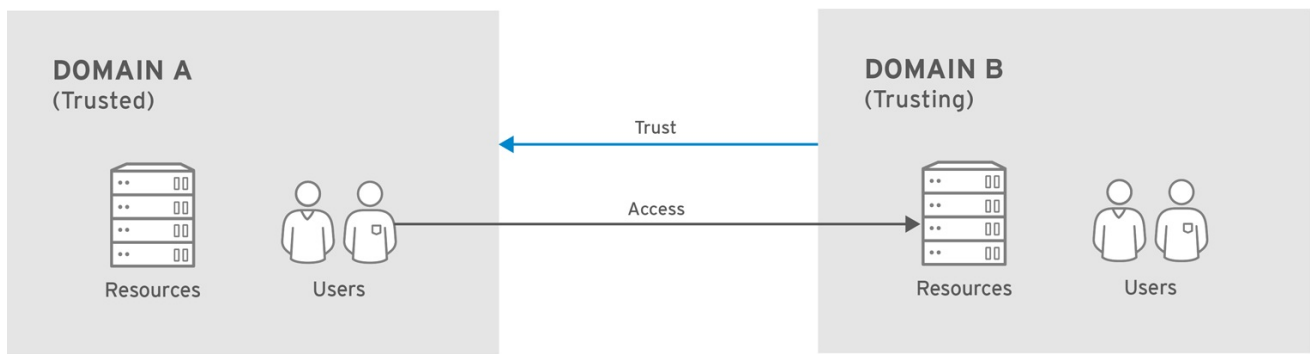 DOMAIN A
(Trusted)
Resources
Users
Trust
Access
DOMAIN B
(Trusting)
Resources
Users